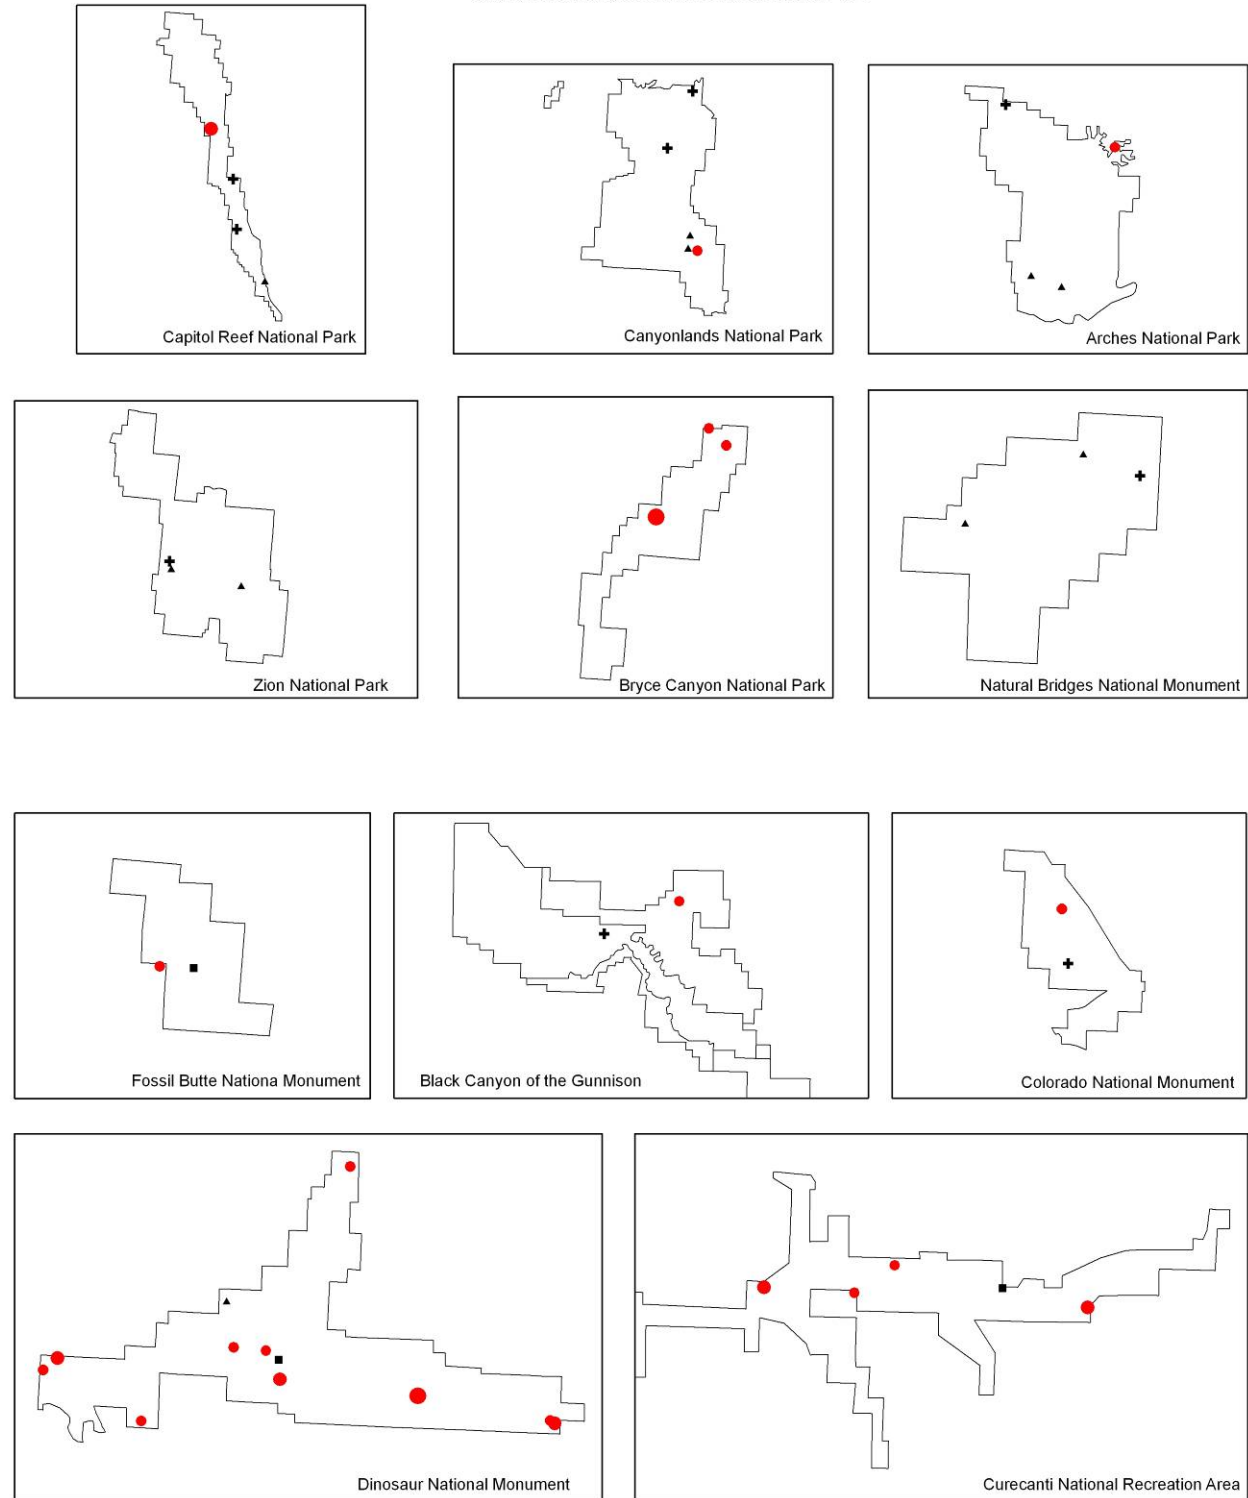 Capitol Reef National Park
Canyonlands National Park
Arches National Park
Zion National Park
Bryce Canyon National Park
Natural Bridges National Monument
Fossil Butte Nationa Monument
Black Canyon of the Gunnison
Colorado National Monument
Dinosaur National Monument
Curecanti National Recreation Area